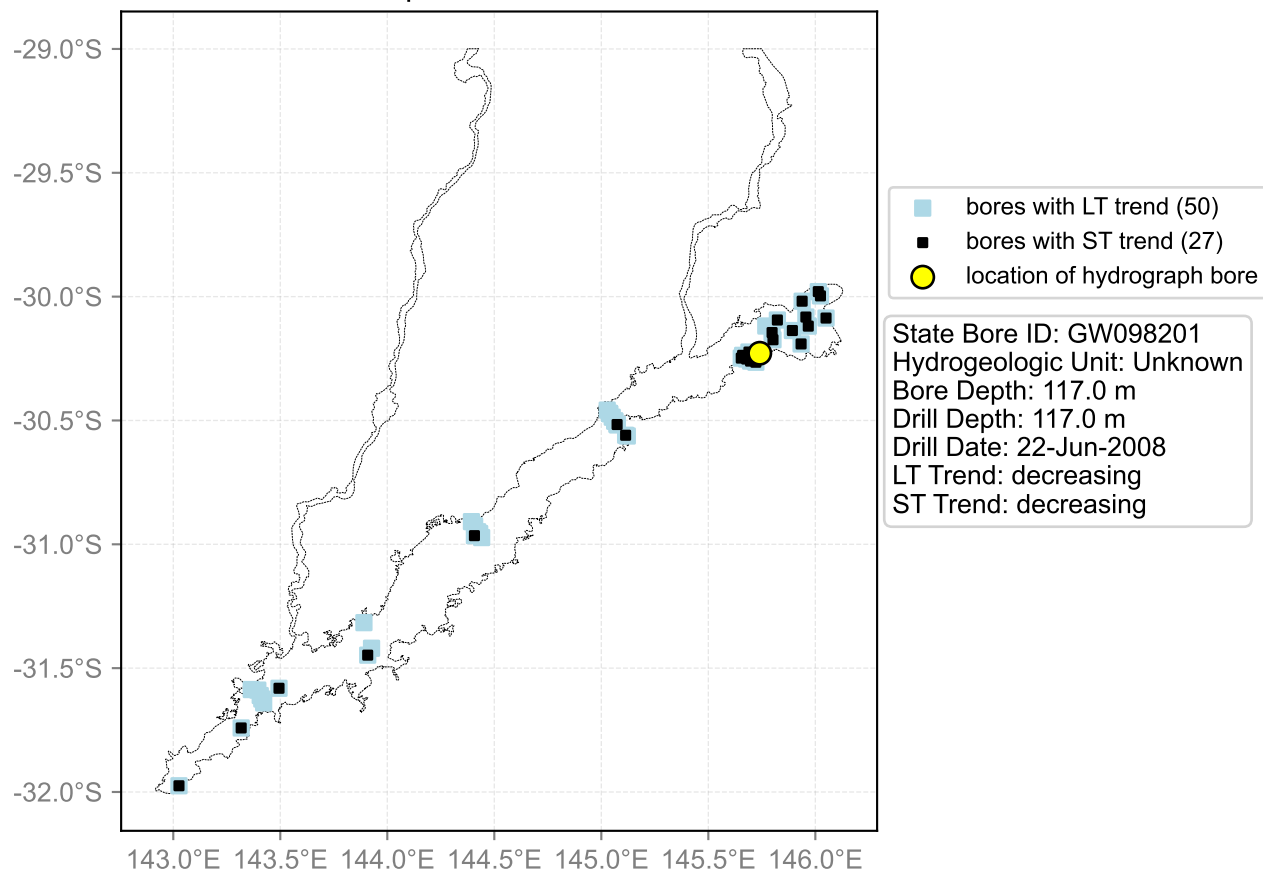 -29.0°S
-29.5°S
-30.0°S
-30.5°S
-31.0°S
-31.5°S
-32.0°S
143.0°E 143.5°E 144.0°E 144.5°E 145.0°E 145.5°E 146.0°E
bores with LT trend (50)
bores with ST trend (27)
location of hydrograph bore
State Bore ID: GW098201
Hydrogeologic Unit: Unknown
Bore Depth: 117.0 m
Drill Depth: 117.0 m
Drill Date: 22-Jun-2008
LT Trend: decreasing
ST Trend: decreasing